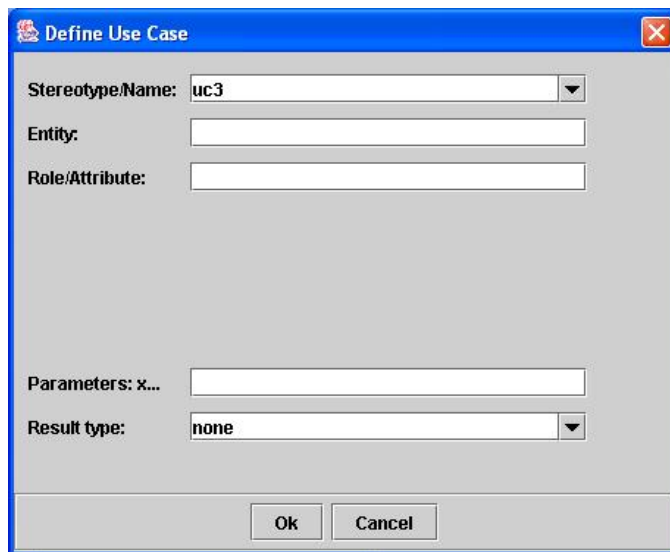 Define Use Case
Stereotype/Name: uc3
Entity:
Role/Attribute:
Parameters: x...
Result type: none
Ok Cancel